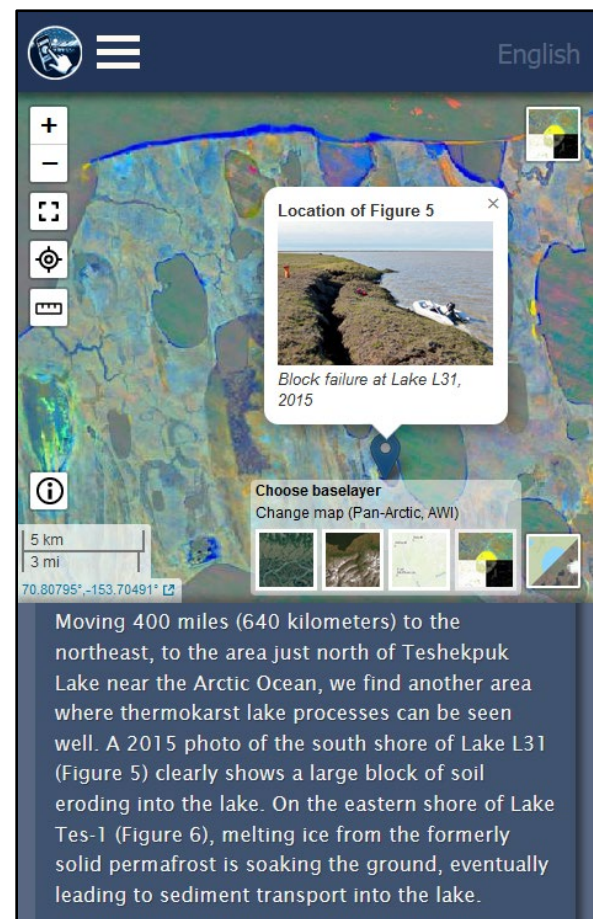 English
+
−
Location of Figure 5
×
Block failure at Lake L31,
2015
Choose baselayer
Change map (Pan-Arctic, AWI)
5 km
3 mi
70.80795°,-153.70491°
Moving 400 miles (640 kilometers) to the
northeast, to the area just north of Teshekpuk
Lake near the Arctic Ocean, we find another area
where thermokarst lake processes can be seen
well. A 2015 photo of the south shore of Lake L31
(Figure 5) clearly shows a large block of soil
eroding into the lake. On the eastern shore of Lake
Tes-1 (Figure 6), melting ice from the formerly
solid permafrost is soaking the ground, eventually
leading to sediment transport into the lake.